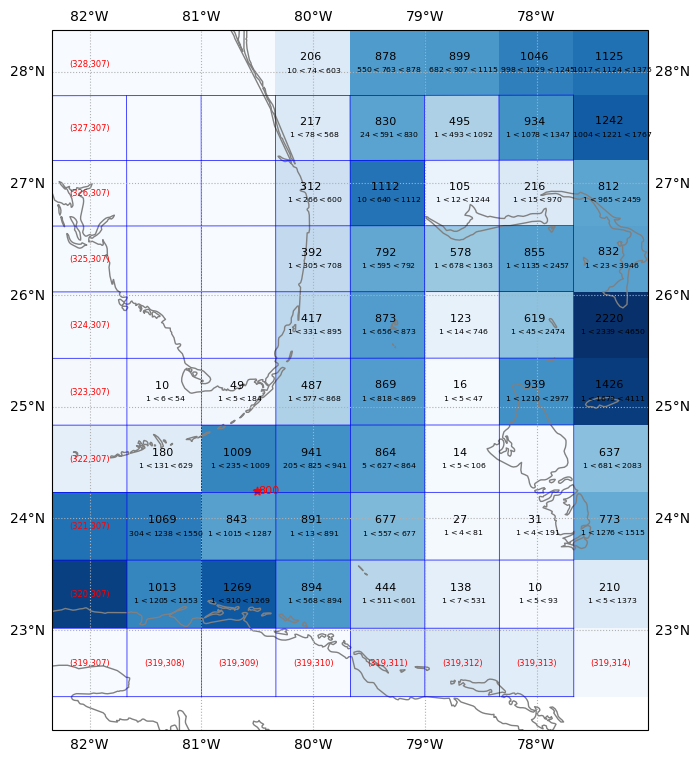 82°W 81°W 80°W 79°W 78°W
28°N (328,307) 206 878 899 1046 1125 28°N
10<74<603 550<763<878 682<907<1115 998<1029<1245 1017<1124<1375
(327,307) 217 830 495 934 1242
1<78<568 24<591<830 1<493<1092 1<1078<1347 1004<1221<1767
27°N (326,307) 312 1112 105 216 812 27°N
1<266<600 10<640<1112 1<12<1244 1<15<970 1<965<2459
(325,307) 392 792 578 855 832
1<305<708 1<595<792 1<678<1363 1<1135<2457 1<23<3946
26°N 26°N
(324,307) 417 873 123 619 2220
1<331<895 1<656<873 1<14<746 1<45<2474 1<2339<4650
(323,307) 10 49 487 869 16 939 1426
1<6<54 1<5<184 1<577<868 1<818<869 1<5<47 1<1210<2977
25°N 25°N
(322,307) 180 1009 941 864 14 637
1<131<629 1<235<1009 205<825<941 5<627<864 1<5<106 1<681<2083
800
24°N (321,307) 1069 843 891 677 27 31 773 24°N
304<1238<1550 1<1015<1287 1<13<891 1<557<677 1<4<81 1<4<191 1<1276<1515
(320,307) 1013 1269 894 444 138 10 210
1<1205<1553 1<910<1269 1<568<894 1<511<601 1<7<531 1<5<93 1<5<1373
23°N 23°N
(319,307) (319,308) (319,309) (319,310) (319,311) (319,312) (319,313) (319,314)
82°W 81°W 80°W 79°W 78°W